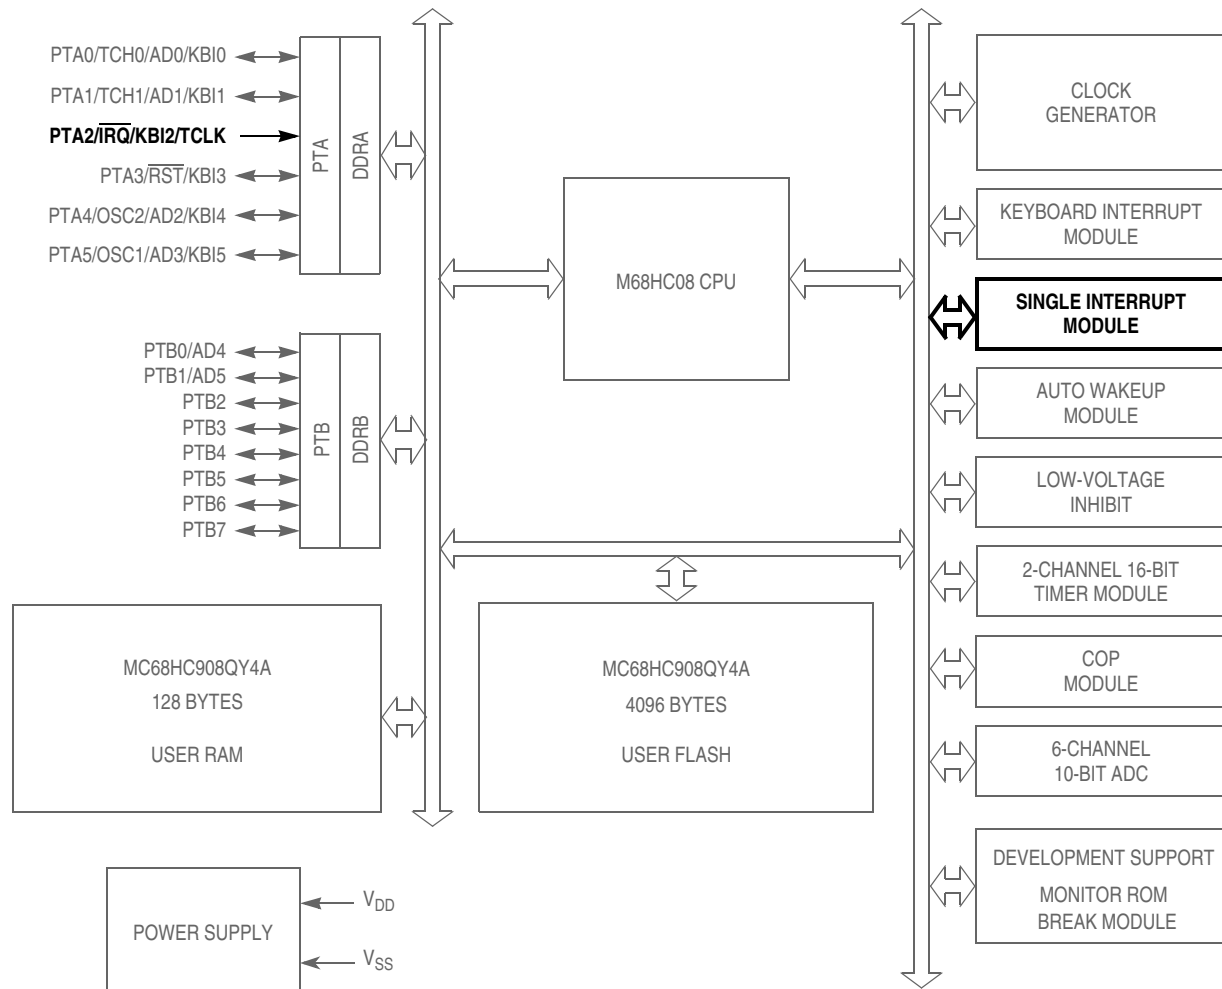 PTA0/TCH0/AD0/KBI0
PTA1/TCH1/AD1/KBI1
PTA2/IRQ/KBI2/TCLK
PTA3/RST/KBI3
PTA4/OSC2/AD2/KBI4
PTA5/OSC1/AD3/KBI5
PTA
DDRA
PTB0/AD4
PTB1/AD5
PTB2
PTB3
PTB4
PTB5
PTB6
PTB7
PTB
DDRB
MC68HC908QY4A
128 BYTES
USER RAM
POWER SUPPLY
VDD
VSS
M68HC08 CPU
MC68HC908QY4A
4096 BYTES
USER FLASH
CLOCK
GENERATOR
KEYBOARD INTERRUPT
MODULE
SINGLE INTERRUPT
MODULE
AUTO WAKEUP
MODULE
LOW-VOLTAGE
INHIBIT
2-CHANNEL 16-BIT
TIMER MODULE
COP
MODULE
6-CHANNEL
10-BIT ADC
DEVELOPMENT SUPPORT
MONITOR ROM
BREAK MODULE